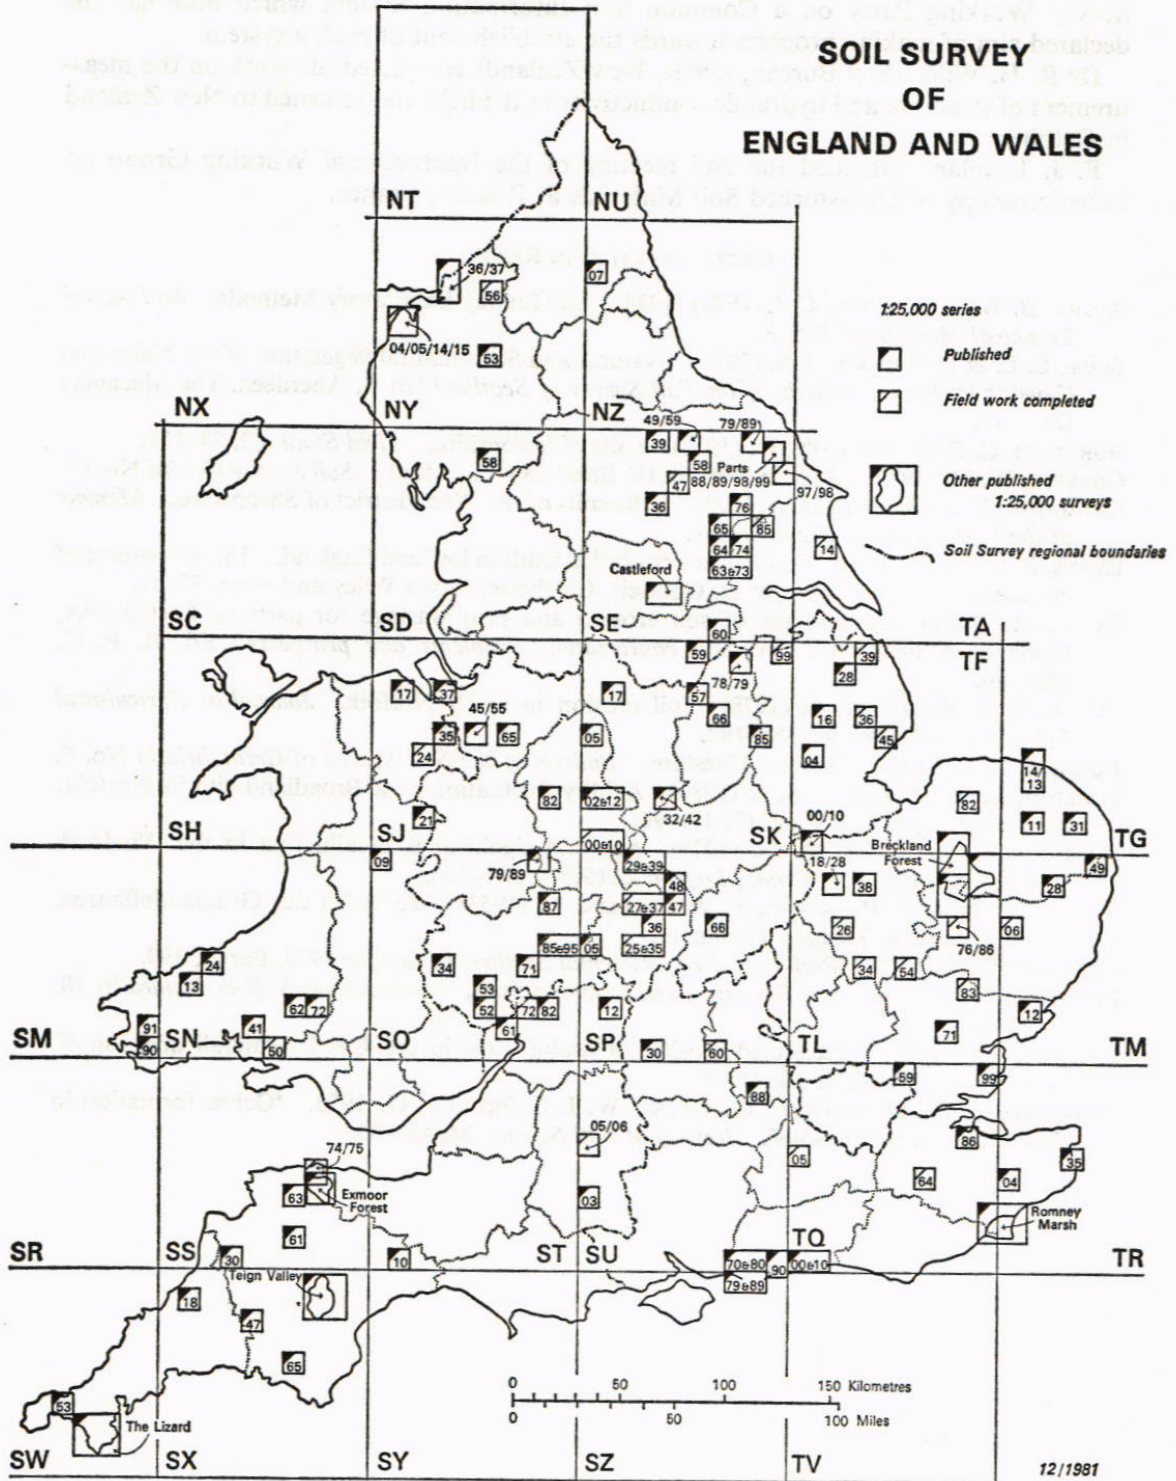 SOIL SURVEY
OF
ENGLAND AND WALES
NT
NU
36/37
56
07
04/05/14/15
53
1:25,000 series
Published
Field work completed
Other published
1:25,000 surveys
Soil Survey regional boundaries
NX
NY
NZ
49/59
79/89
39
58
58
Parts
88/89/98/99
47
97/98
36
76
65
85
64&74
14
Castleford
63&73
SC
SD
SE
TA
60
TF
59
99
39
78/79
28
17
37
17
57
45/55
66
16
36
35
65
05
85
45
24
04
14/
13
82
02&12
82
32/42
21
11
31
SH
SJ
00/10
SK
TG
00&10
Breckland
Forest
09
79/89
29&39
18/28
49
48
38
28
87
27&37
47
36
66
26
06
76/86
85&95
05
25&35
24
34
71
34
54
13
53
83
62
72
52
72
82
12
12
91
41
61
71
SM
90
SN
50
SO
SP
30
60
TL
TM
59
99
88
05/06
86
74/75
05
35
63
Exmoor
Forest
03
64
04
61
Romney
Marsh
SR
SS
30
10
ST
SU
TQ
TR
70&80
90
00&10
79&89
Teign Valley
18
47
65
0 50 100 150 Kilometres
0 50 100 Miles
53
The Lizard
SW
SX
SY
SZ
TV
12/1981